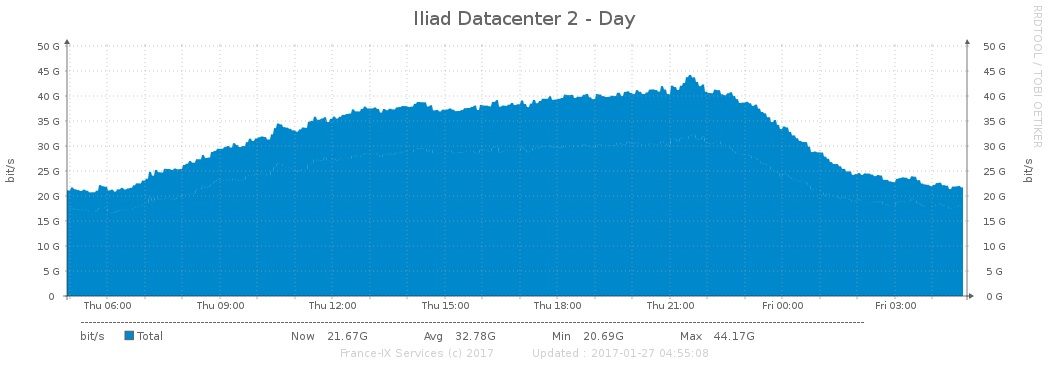 Iliad Datacenter 2 - Day
RRDTOOL / TOBI OETIKER
50 G 50 G
45 G 45 G
40 G 40 G
35 G 35 G
30 G 30 G
25 G 25 G
20 G 20 G
15 G 15 G
10 G 10 G
5 G 5 G
0 0 G
bit/s bit/s
Thu 06:00 Thu 09:00 Thu 12:00 Thu 15:00 Thu 18:00 Thu 21:00 Fri 00:00 Fri 03:00
bit/s Total Now 21.67G Avg 32.78G Min 20.69G Max 44.17G
France-IX Services (c) 2017 Updated : 2017-01-27 04:55:08